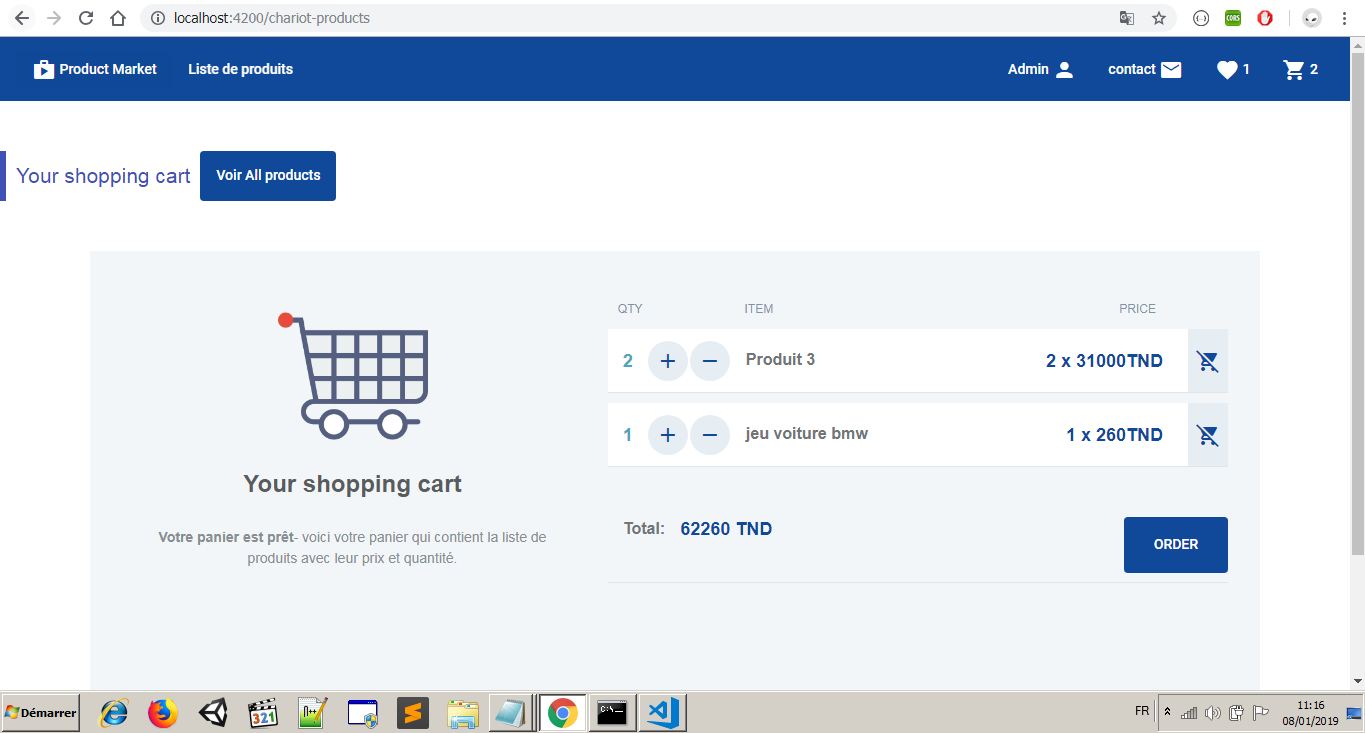 localhost:4200/chariot-products
CORS
Product Market
Liste de produits
Admin
contact
1
2
Your shopping cart
Voir All products
QTY
ITEM
PRICE
2
+
−
Produit 3
2 x 31000TND
1
+
−
jeu voiture bmw
1 x 260TND
Your shopping cart
Votre panier est prêt- voici votre panier qui contient la liste de
produits avec leur prix et quantité.
Total:
62260 TND
ORDER
Démarrer
321
FR
11:16
08/01/2019